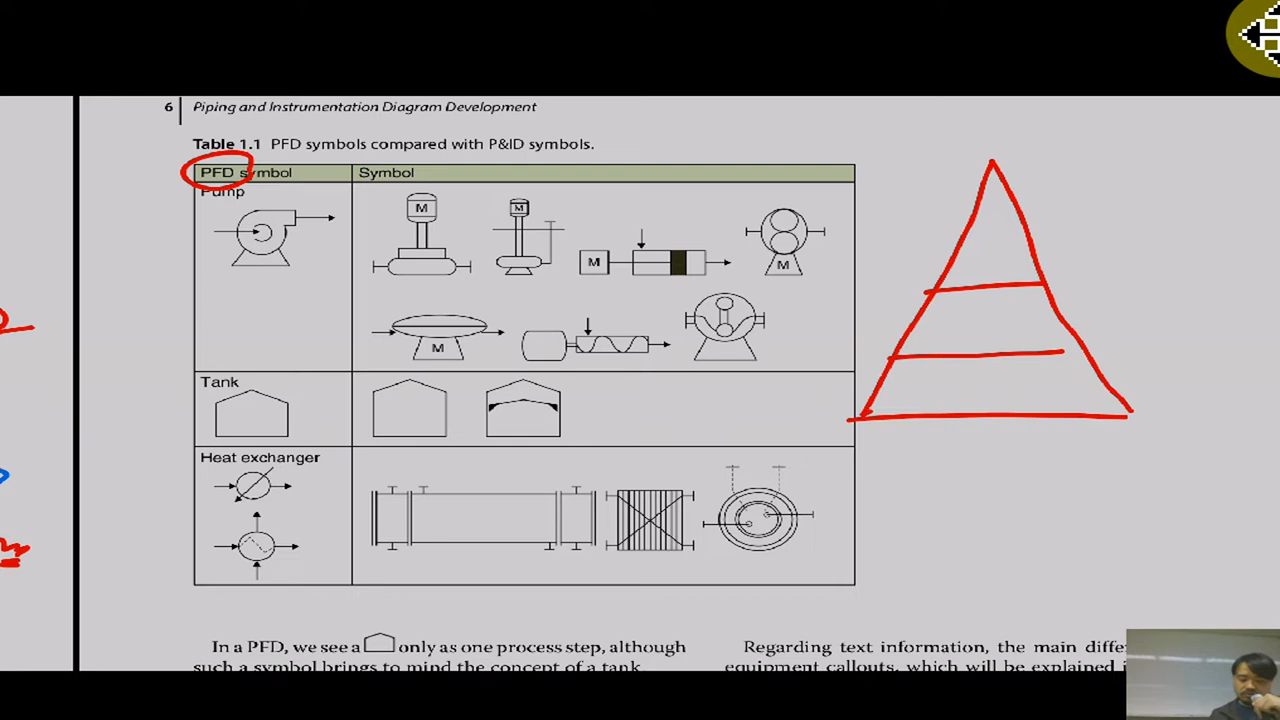 6 Piping and Instrumentation Diagram Development
Table 1.1 PFD symbols compared with P&ID symbols.
PFD symbol Symbol
Pump
M M
M
M
M
Tank
Heat exchanger
In a PFD, we see a only as one process step, although
such a symbol brings to mind the concept of a tank.
Regarding text information, the main
equipment callouts, which will be explained